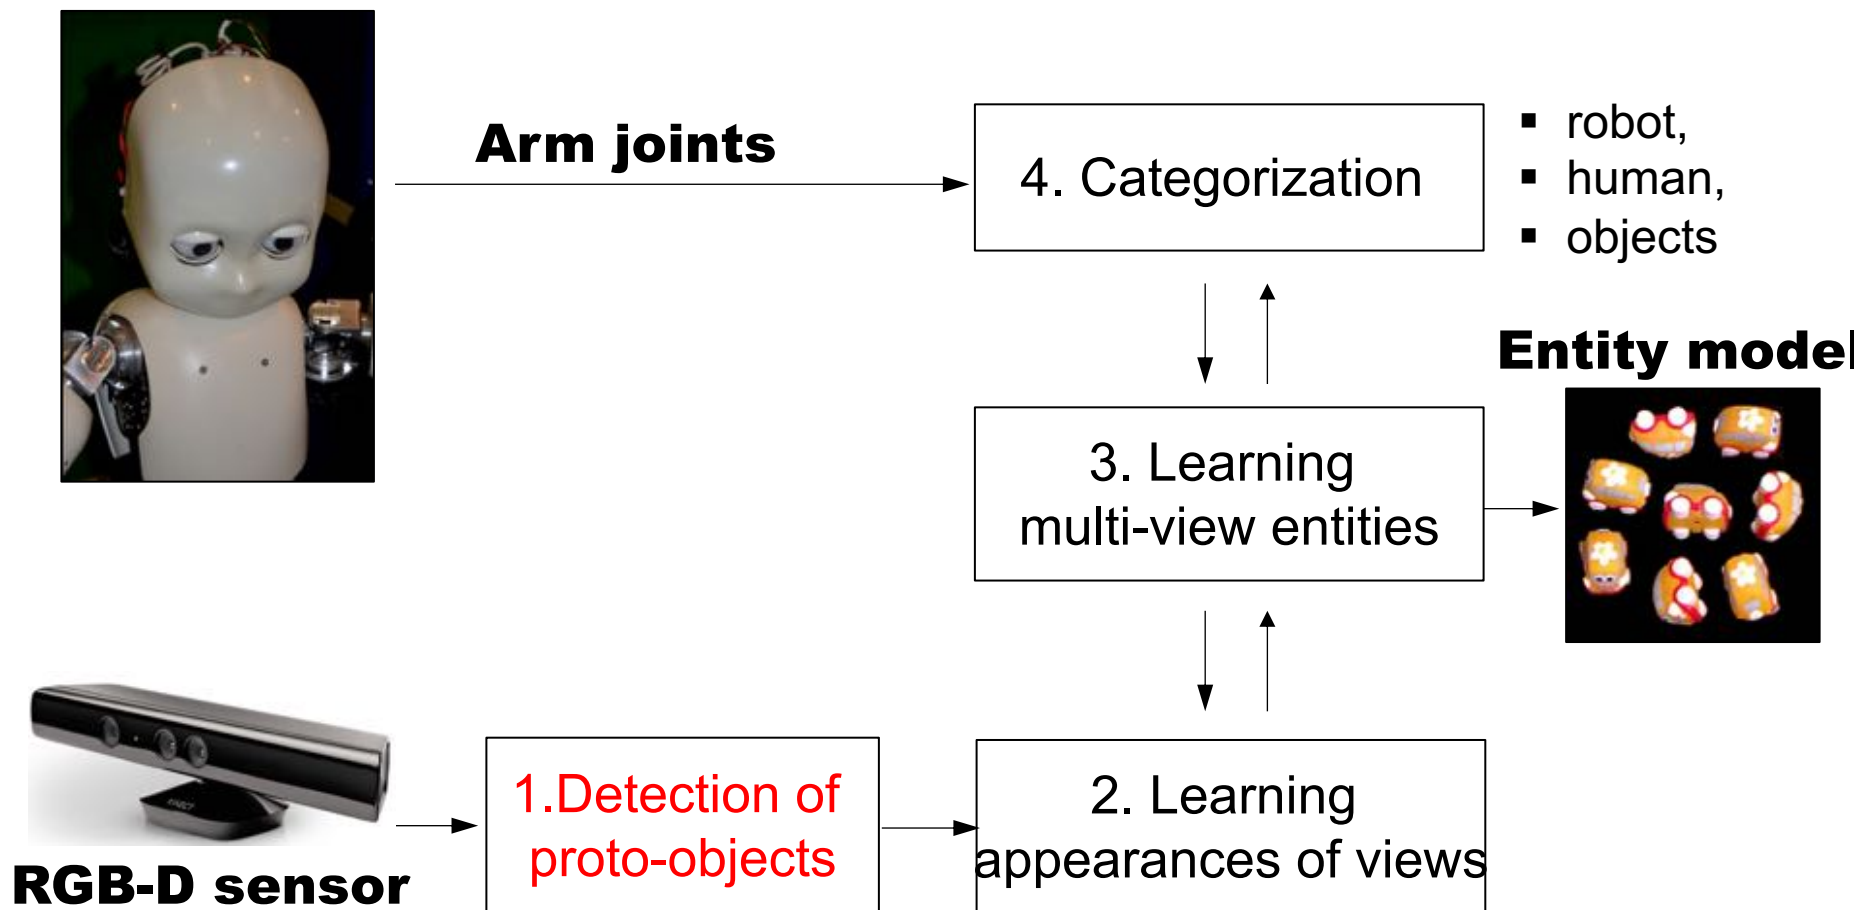 Arm joints
4. Categorization
▪ robot,
▪ human,
▪ objects
Entity model
3. Learning
multi-view entities
1.Detection of
proto-objects
2. Learning
appearances of views
RGB-D sensor